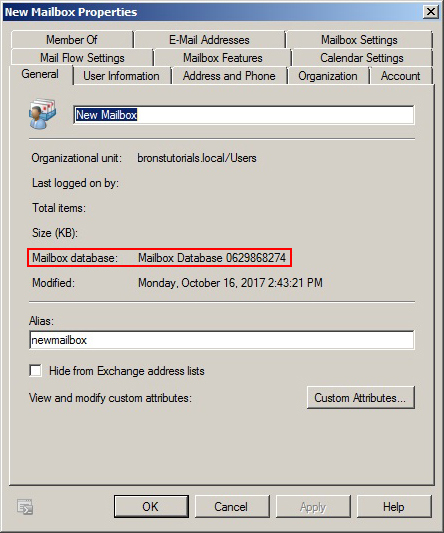 New Mailbox Properties
Member Of E-Mail Addresses Mailbox Settings
Mail Flow Settings Mailbox Features Calendar Settings
General User Information Address and Phone Organization Account
New Mailbox
Organizational unit: bronstutorials.local/Users
Last logged on by:
Total items:
Size (KB):
Mailbox database: Mailbox Database 0629868274
Modified: Monday, October 16, 2017 2:43:21 PM
Alias:
newmailbox
Hide from Exchange address lists
View and modify custom attributes: Custom Attributes...
OK Cancel Apply Help